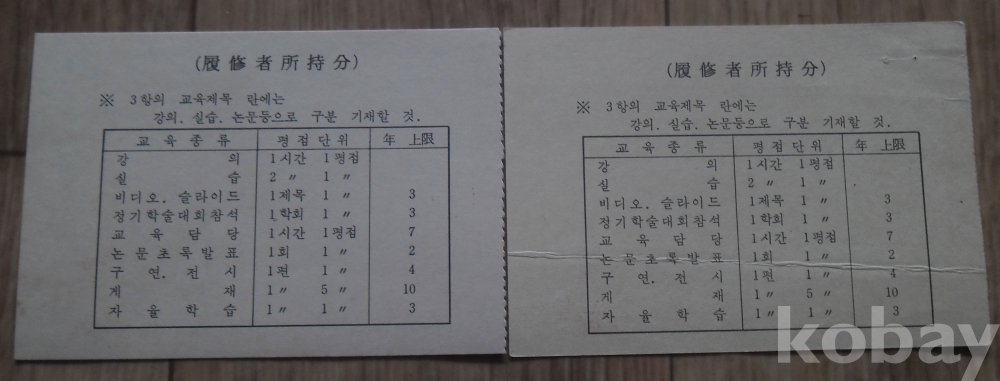 (履修者所持分)
※ 3항의 교육제목 란에는
강의. 실습. 논문등으로 구분 기재할 것.
교육종류 평점단위 年 上限
강 의 1시간 1평점
실 습 2 〃 1 〃
비디오. 슬라이드 1제목 1 〃 3
정기학술대회참석 1학회 1 〃 3
교육담당 1시간 1평점 7
논문초록발표 1회 1 〃 2
구연. 전시 1편 1 〃 4
게 재 1 〃 5 〃 10
자율학습 1 〃 1 〃 3
(履修者所持分)
※ 3항의 교육제목 란에는
강의. 실습. 논문등으로 구분 기재할 것.
교육종류 평점단위 年 上限
강 의 1시간 1평점
실 습 2 〃 1 〃
비디오. 슬라이드 1제목 1 〃 3
정기학술대회참석 1학회 1 〃 3
교육담당 1시간 1평점 7
논문초록발표 1회 1 〃 2
구연. 전시 1편 1 〃 4
게 재 1 〃 5 〃 10
자율학습 1 〃 1 〃 3
kobay